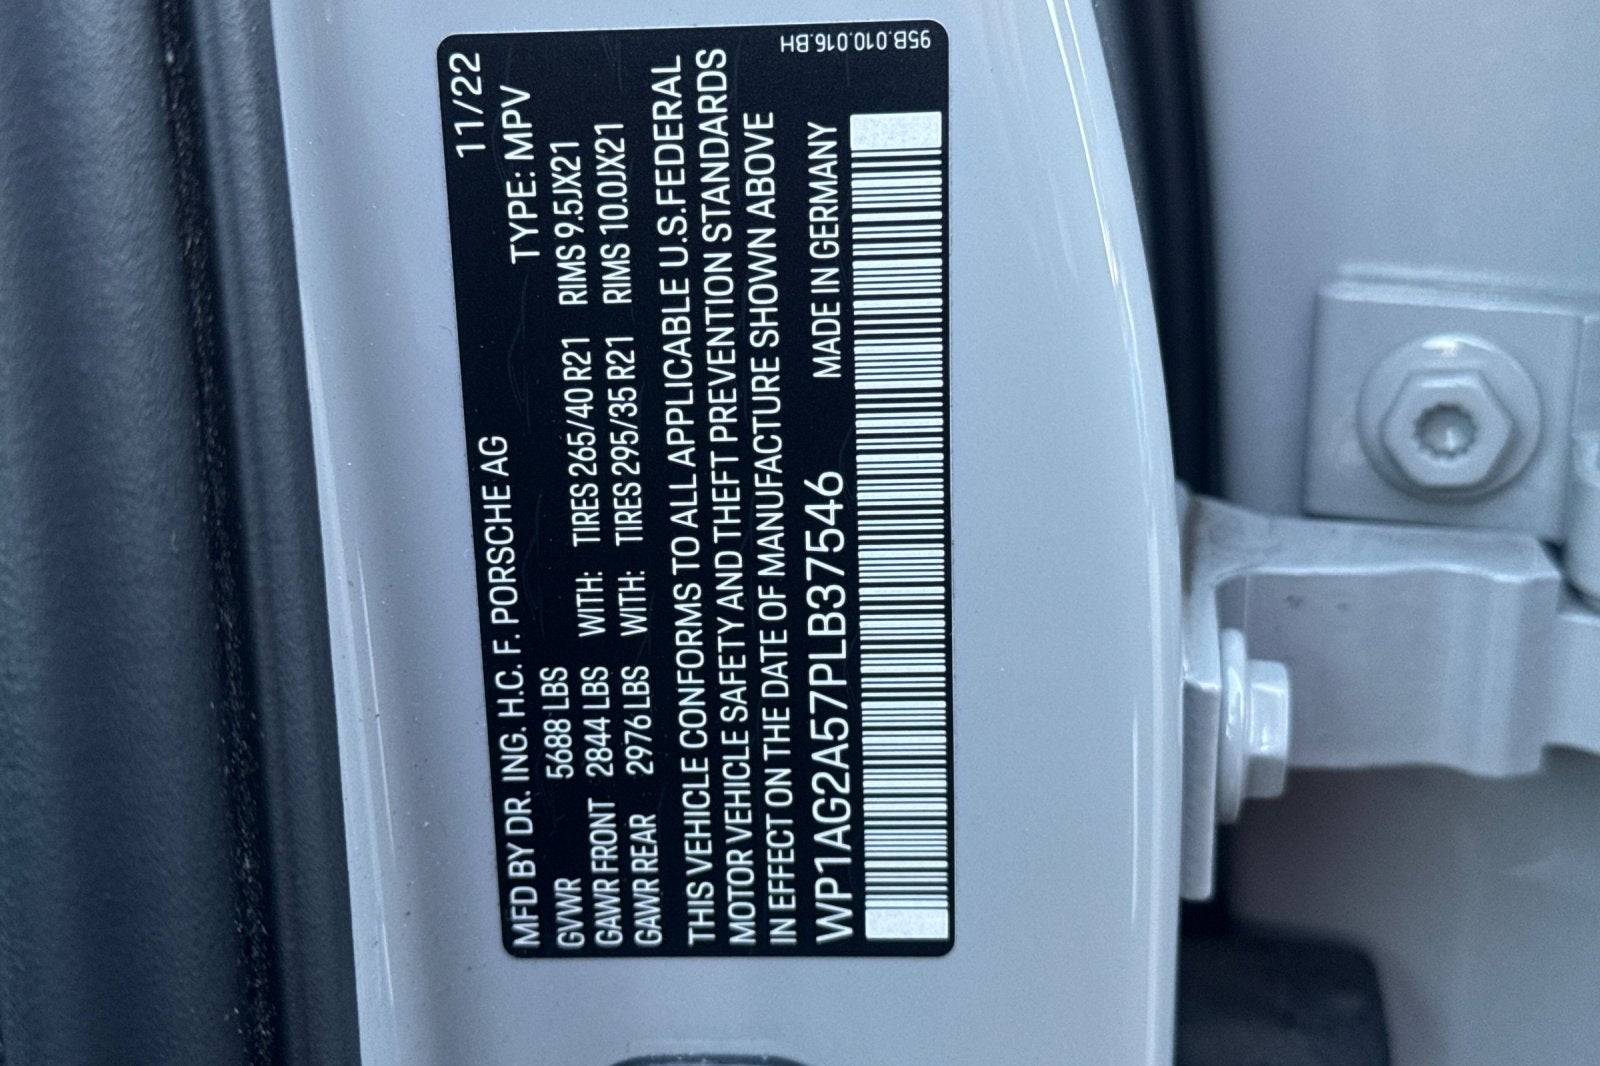 MFD BY DR. ING. H.C. F. PORSCHE AG 11/22
GVWR 5688 LBS TYPE: MPV
GAWR FRONT 2844 LBS WITH: TIRES 265/40 R21 RIMS 9.5JX21
GAWR REAR 2976 LBS WITH: TIRES 295/35 R21 RIMS 10.0JX21
THIS VEHICLE CONFORMS TO ALL APPLICABLE U.S.FEDERAL
MOTOR VEHICLE SAFETY AND THEFT PREVENTION STANDARDS
IN EFFECT ON THE DATE OF MANUFACTURE SHOWN ABOVE
WP1AG2A57PLB37546 MADE IN GERMANY
95B.010.016.BH